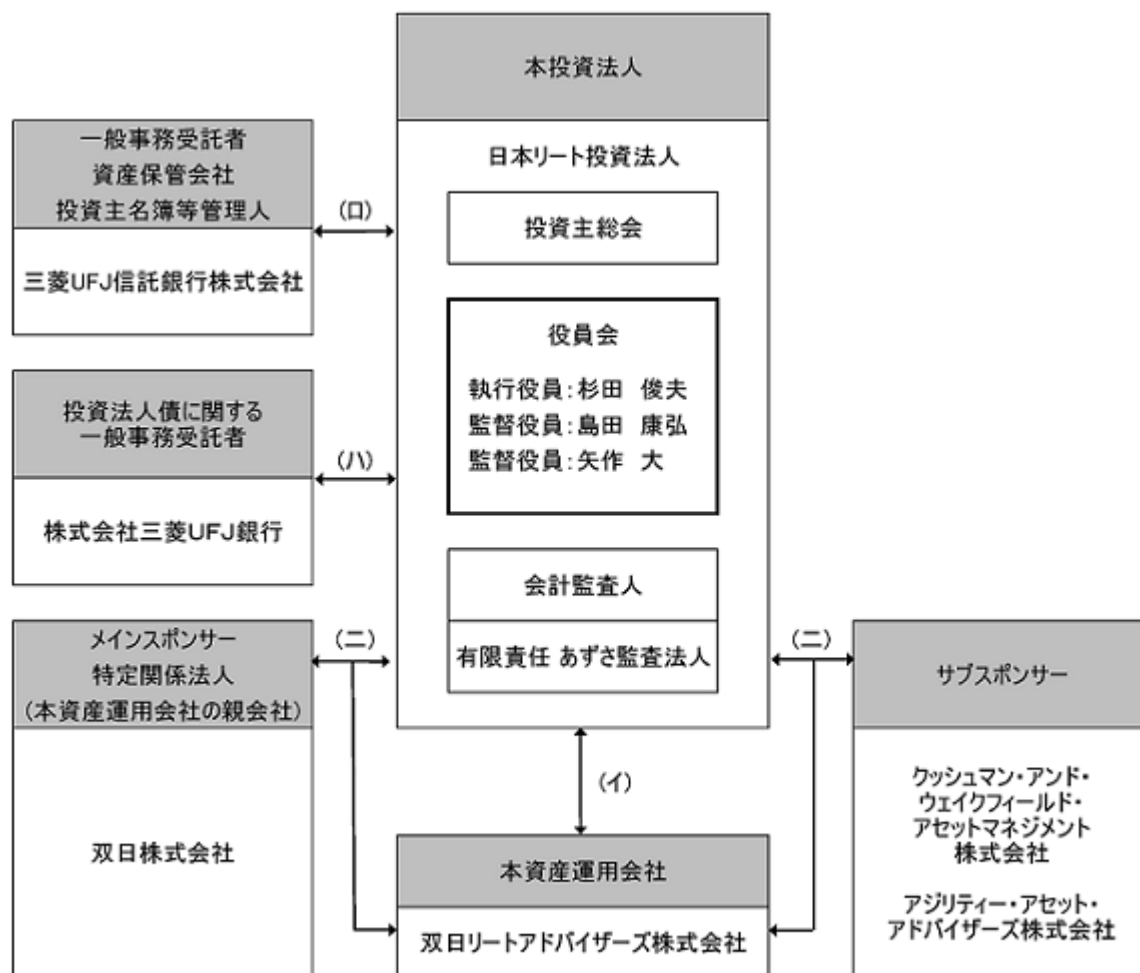 本投資法人
日本リート投資法人
投資主総会
役員会
執行役員:杉田 俊夫
監督役員:島田 康弘
監督役員:矢作 大
会計監査人
有限責任 あずさ監査法人
一般事務受託者
資産保管会社
投資主名簿等管理人
三菱UFJ信託銀行株式会社
(ロ)
投資法人債に関する
一般事務受託者
株式会社三菱UFJ銀行
(ハ)
メインスポンサー
特定関係法人
(本資産運用会社の親会社)
双日株式会社
(ニ)
(ニ)
サブスポンサー
クッシュマン・アンド・
ウェイクフィールド・
アセットマネジメント
株式会社
アジリティー・アセット・
アドバイザーズ株式会社
(イ)
本資産運用会社
双日リートアドバイザーズ株式会社